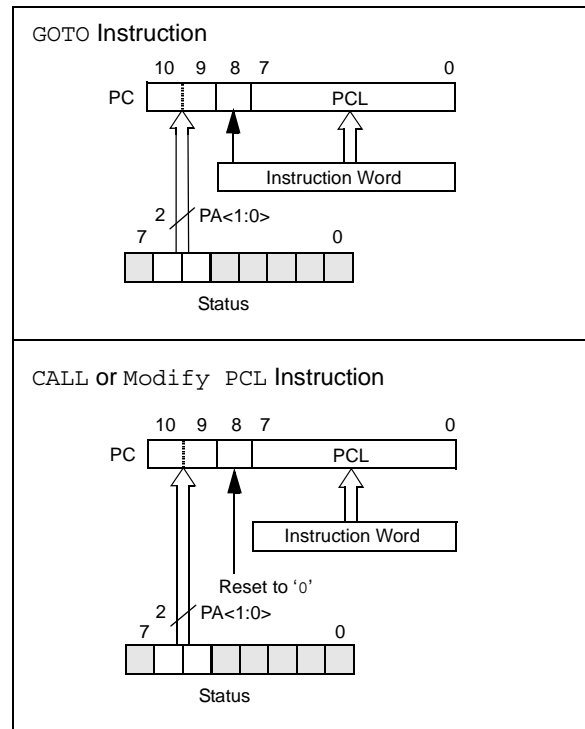 GOTO Instruction
10 9 8 7 0
PC PCL
Instruction Word
2 PA<1:0>
7 0
Status
CALL or Modify PCL Instruction
10 9 8 7 0
PC PCL
Instruction Word
Reset to ‘0’
2 PA<1:0>
7 0
Status